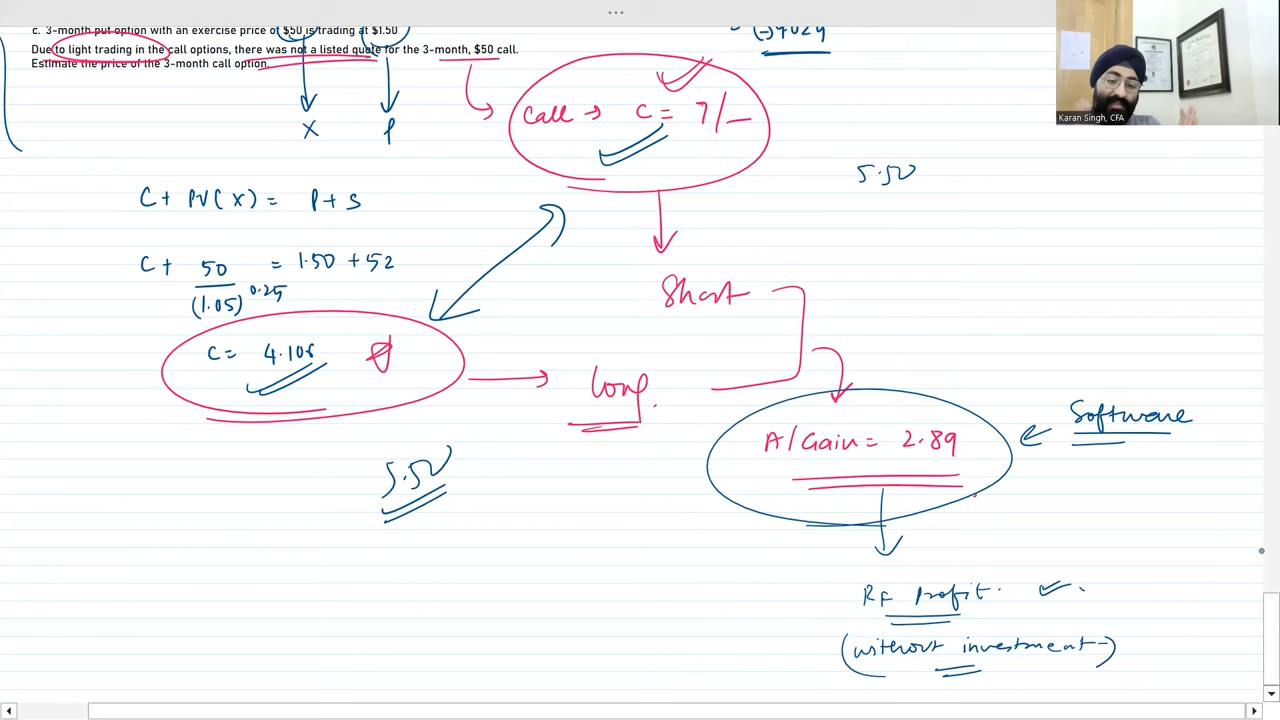 c. 3-month put option with an exercise price of $50 is trading at $1.50
Due to light trading in the call options, there was not a listed quote for the 3-month, $50 call.
Estimate the price of the 3-month call option.
X
P
Call → C = 7/–
5.50
C + PV(X) = P + S
C + 50 / (1.05)^0.25 = 1.50 + 52
C = 4.106
Short
Long.
5.50
A/Gain = 2.89
Software
RF Profit.
(without investment)
Karan Singh, CFA